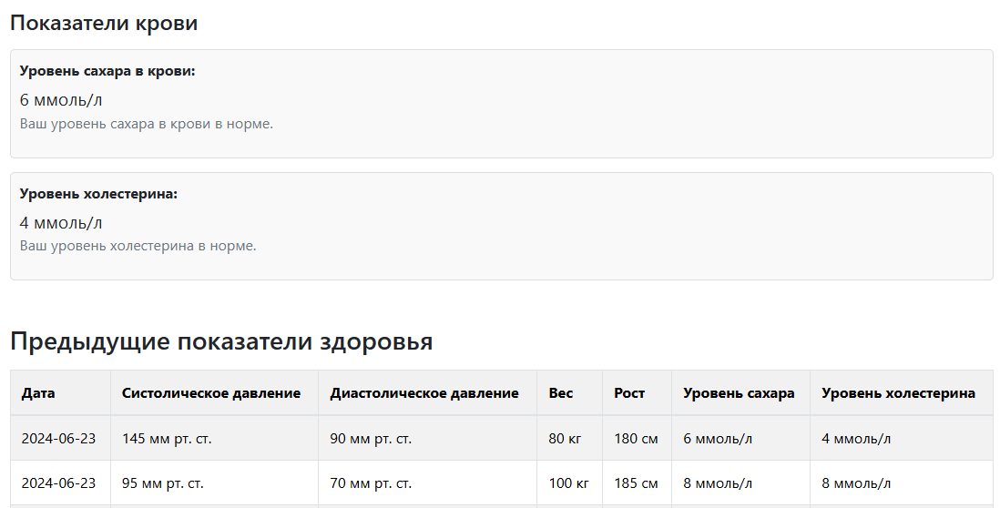 Показатели крови
Уровень сахара в крови:
6 ммоль/л
Ваш уровень сахара в крови в норме.
Уровень холестерина:
4 ммоль/л
Ваш уровень холестерина в норме.
Предыдущие показатели здоровья
Дата Систолическое давление Диастолическое давление Вес Рост Уровень сахара Уровень холестерина
2024-06-23 145 мм рт. ст. 90 мм рт. ст. 80 кг 180 см 6 ммоль/л 4 ммоль/л
2024-06-23 95 мм рт. ст. 70 мм рт. ст. 100 кг 185 см 8 ммоль/л 8 ммоль/л